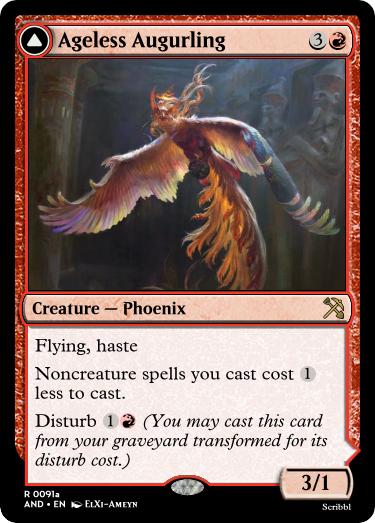 Ageless Augurling 3
Creature — Phoenix
Flying, haste
Noncreature spells you cast cost 1
less to cast.
Disturb 1 (You may cast this card
from your graveyard transformed for its
disturb cost.)
3/1
R 0091a
AND • EN EtXi-Ameyn
Scribbl